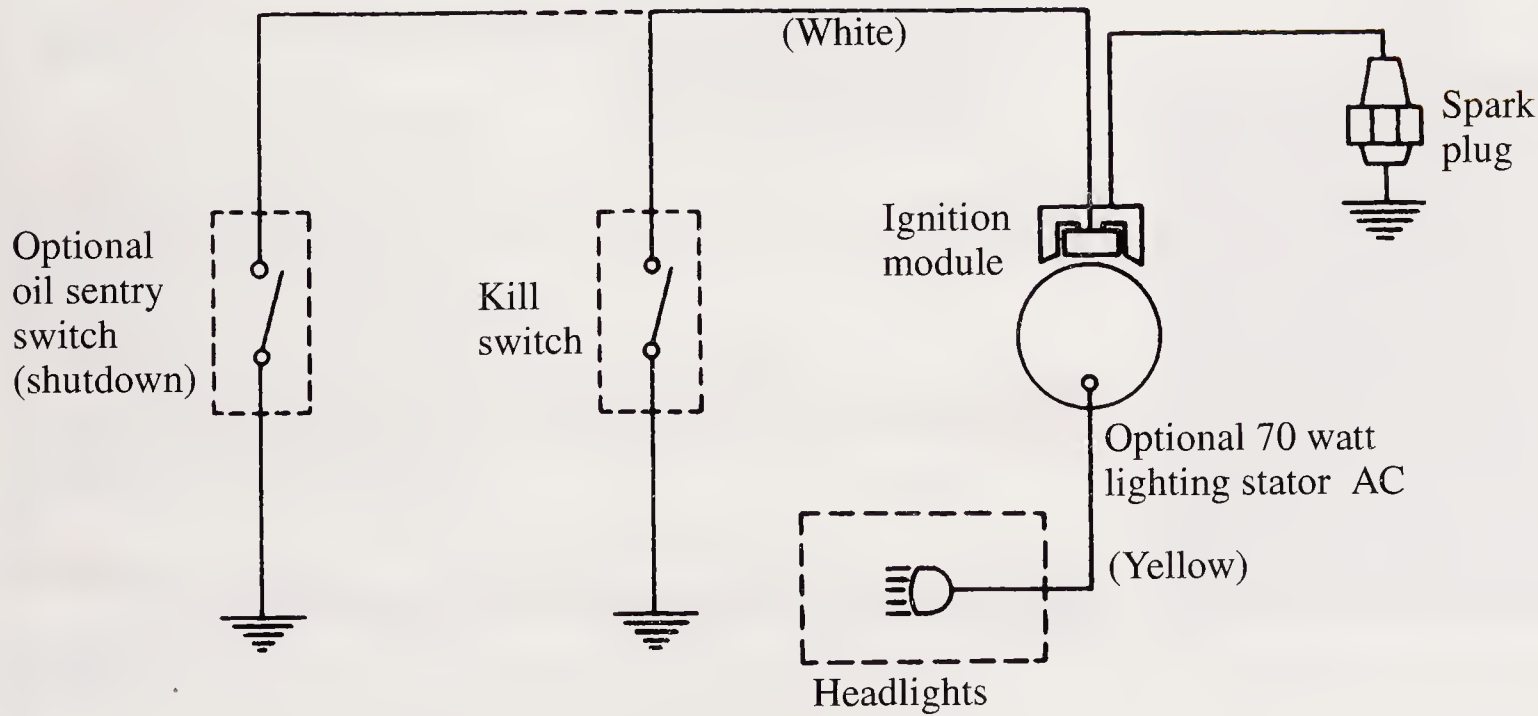 (White)
Spark
plug
Ignition
module
Optional
oil sentry
switch
(shutdown)
Kill
switch
Optional 70 watt
lighting stator AC
(Yellow)
Headlights